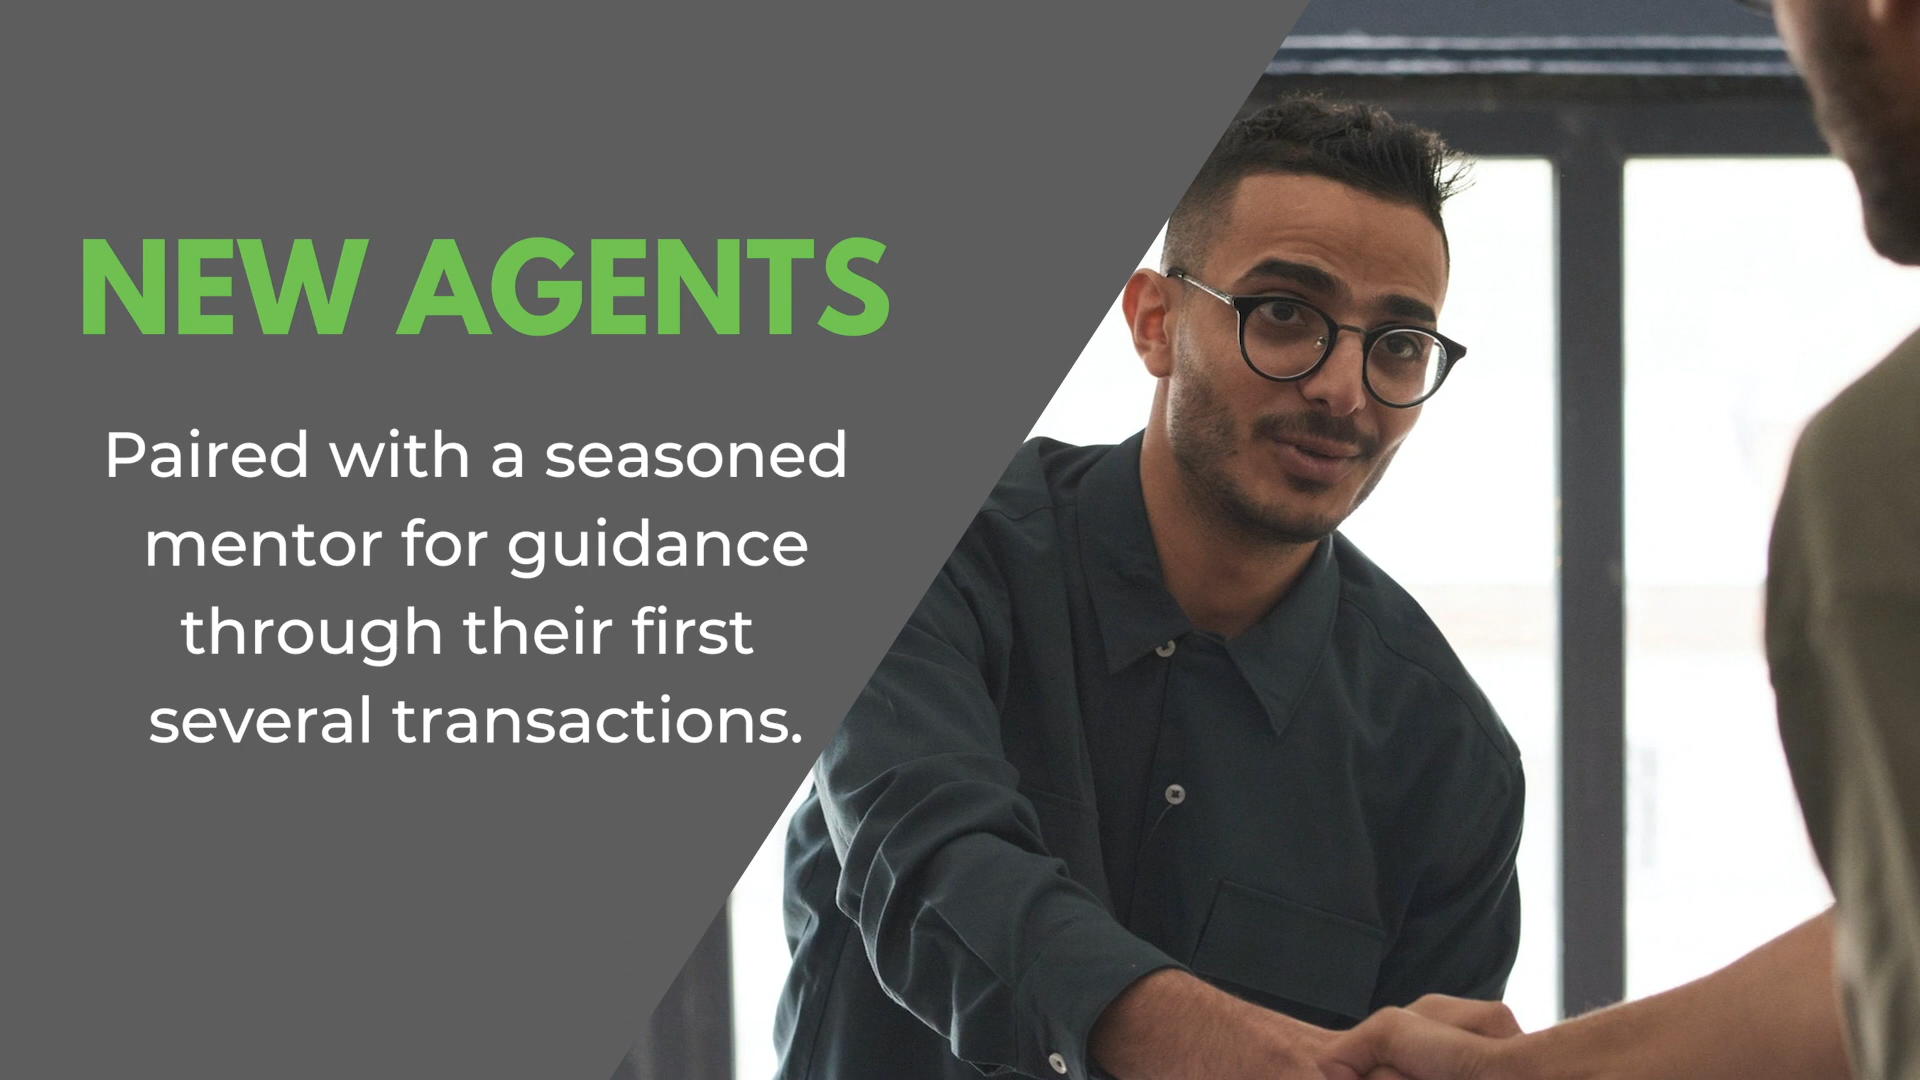 NEW AGENTS
Paired with a seasoned
mentor for guidance
through their first
several transactions.